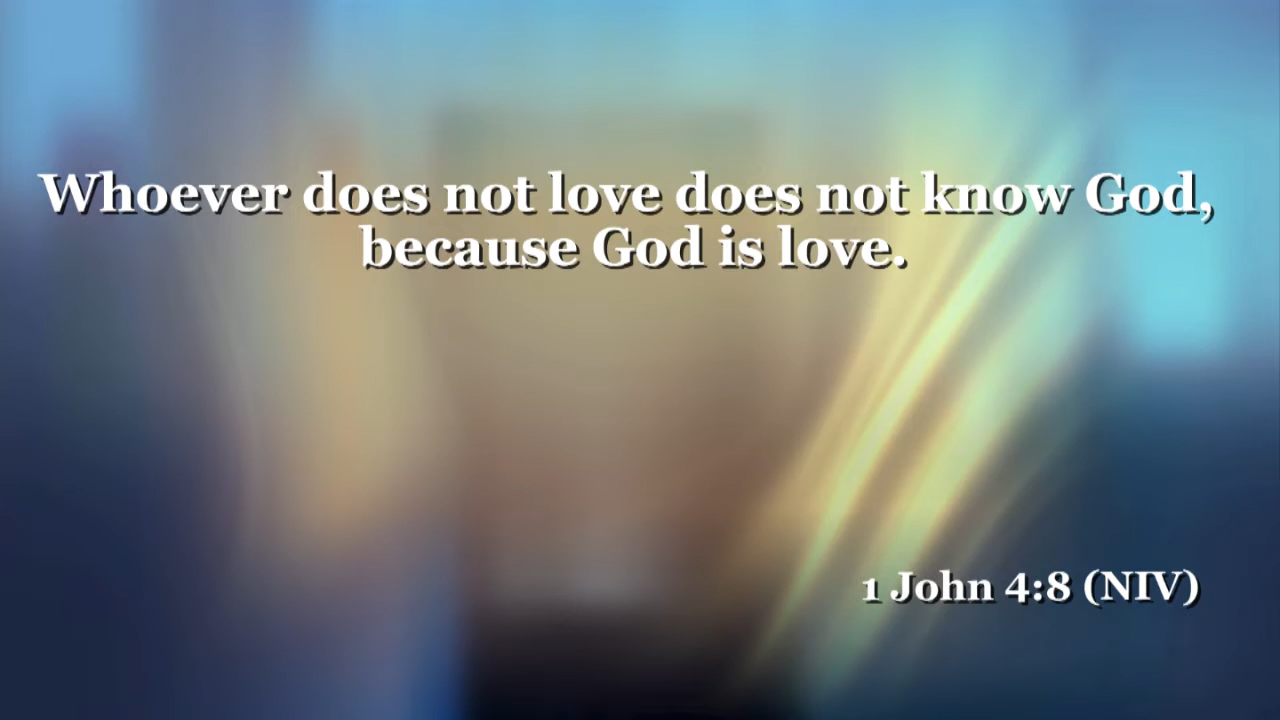 Whoever does not love does not know God,
because God is love.
1 John 4:8 (NIV)